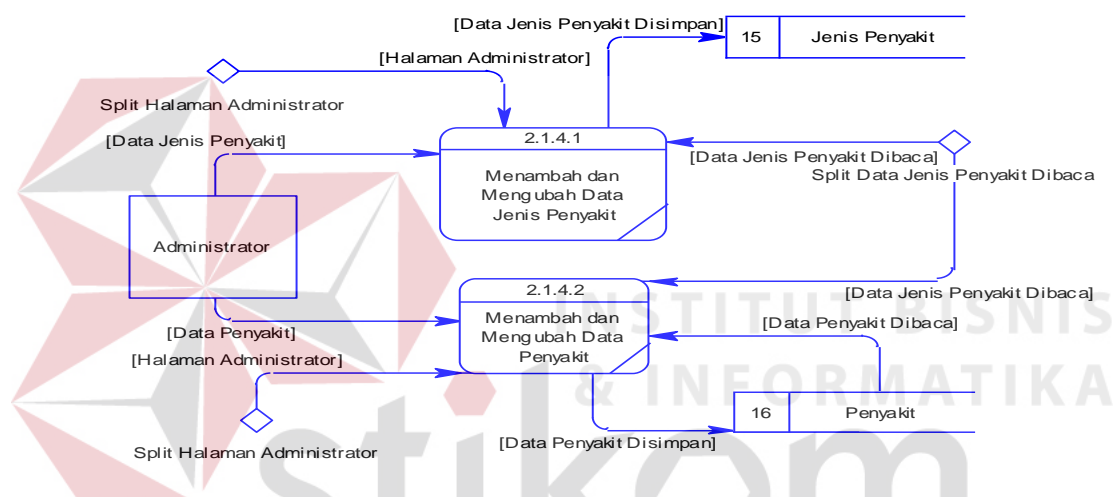 [Data Jenis Penyakit Disimpan]
15 Jenis Penyakit
[Halaman Administrator]
Split Halaman Administrator
[Data Jenis Penyakit]
2.1.4.1
Menambah dan
Mengubah Data
Jenis Penyakit
[Data Jenis Penyakit Dibaca]
Split Data Jenis Penyakit Dibaca
Administrator
2.1.4.2
Menambah dan
Mengubah Data
Penyakit
[Data Jenis Penyakit Dibaca]
[Data Penyakit Dibaca]
[Data Penyakit]
[Halaman Administrator]
16 Penyakit
[Data Penyakit Disimpan]
Split Halaman Administrator
INSTITUT BISNIS
& INFORMATIKA
stikom